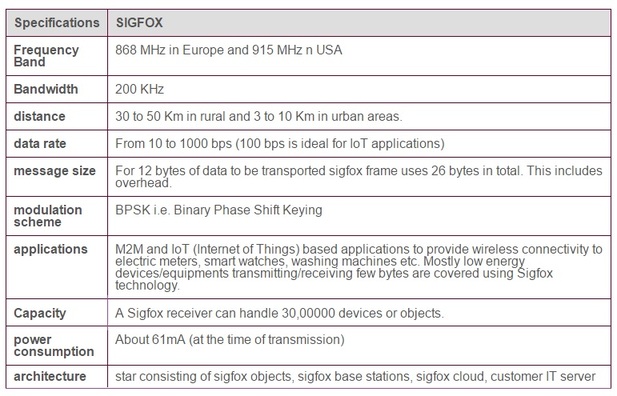 Specifications SIGFOX
Frequency Band 868 MHz in Europe and 915 MHz n USA
Bandwidth 200 KHz
distance 30 to 50 Km in rural and 3 to 10 Km in urban areas.
data rate From 10 to 1000 bps (100 bps is ideal for IoT applications)
message size For 12 bytes of data to be transported sigfox frame uses 26 bytes in total. This includes
overhead.
modulation scheme BPSK i.e. Binary Phase Shift Keying
applications M2M and IoT (Internet of Things) based applications to provide wireless connectivity to
electric meters, smart watches, washing machines etc. Mostly low energy
devices/equipments transmitting/receiving few bytes are covered using Sigfox
technology.
Capacity A Sigfox receiver can handle 30,00000 devices or objects.
power consumption About 61mA (at the time of transmission)
architecture star consisting of sigfox objects, sigfox base stations, sigfox cloud, customer IT server